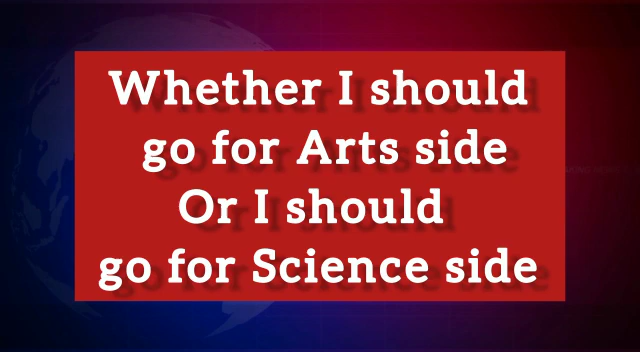 Whether I should
go for Arts side
Or I should
go for Science side